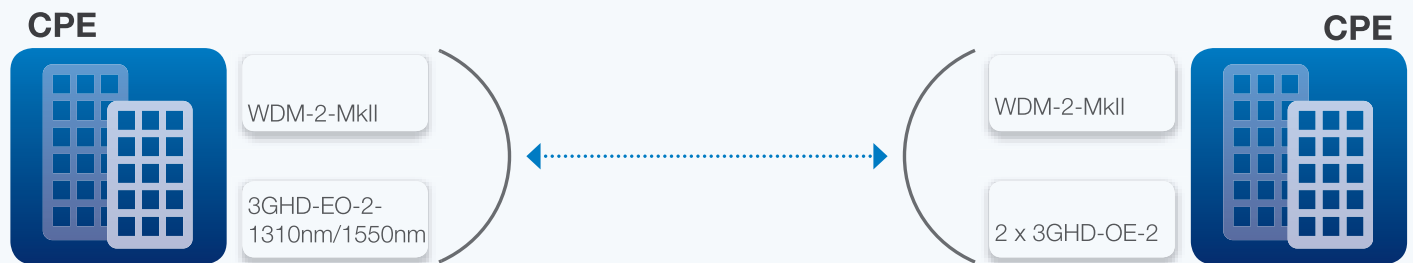 CPE
WDM-2-MkII
3GHD-EO-2-
1310nm/1550nm
CPE
WDM-2-MkII
2 x 3GHD-OE-2